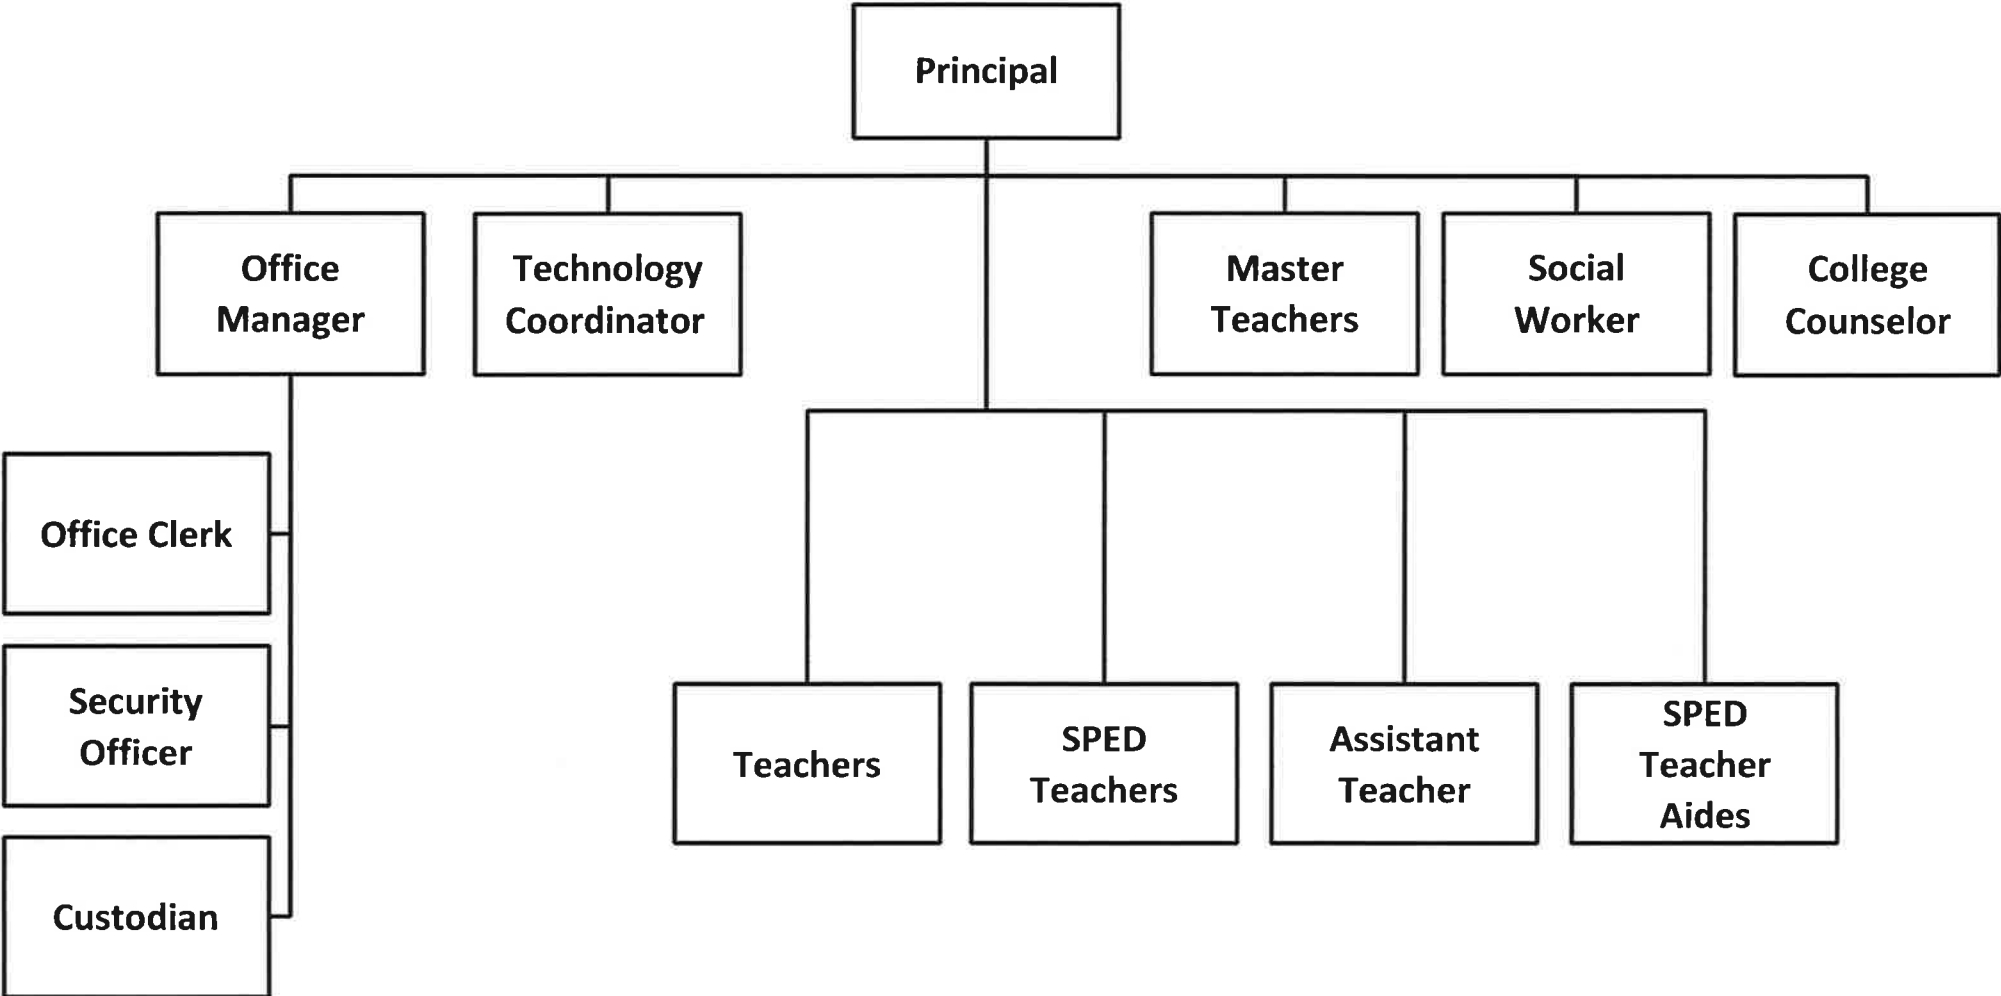 Principal
Office
Manager
Technology
Coordinator
Master
Teachers
Social
Worker
College
Counselor
Office Clerk
Security
Officer
Custodian
Teachers
SPED
Teachers
Assistant
Teacher
SPED
Teacher
Aides